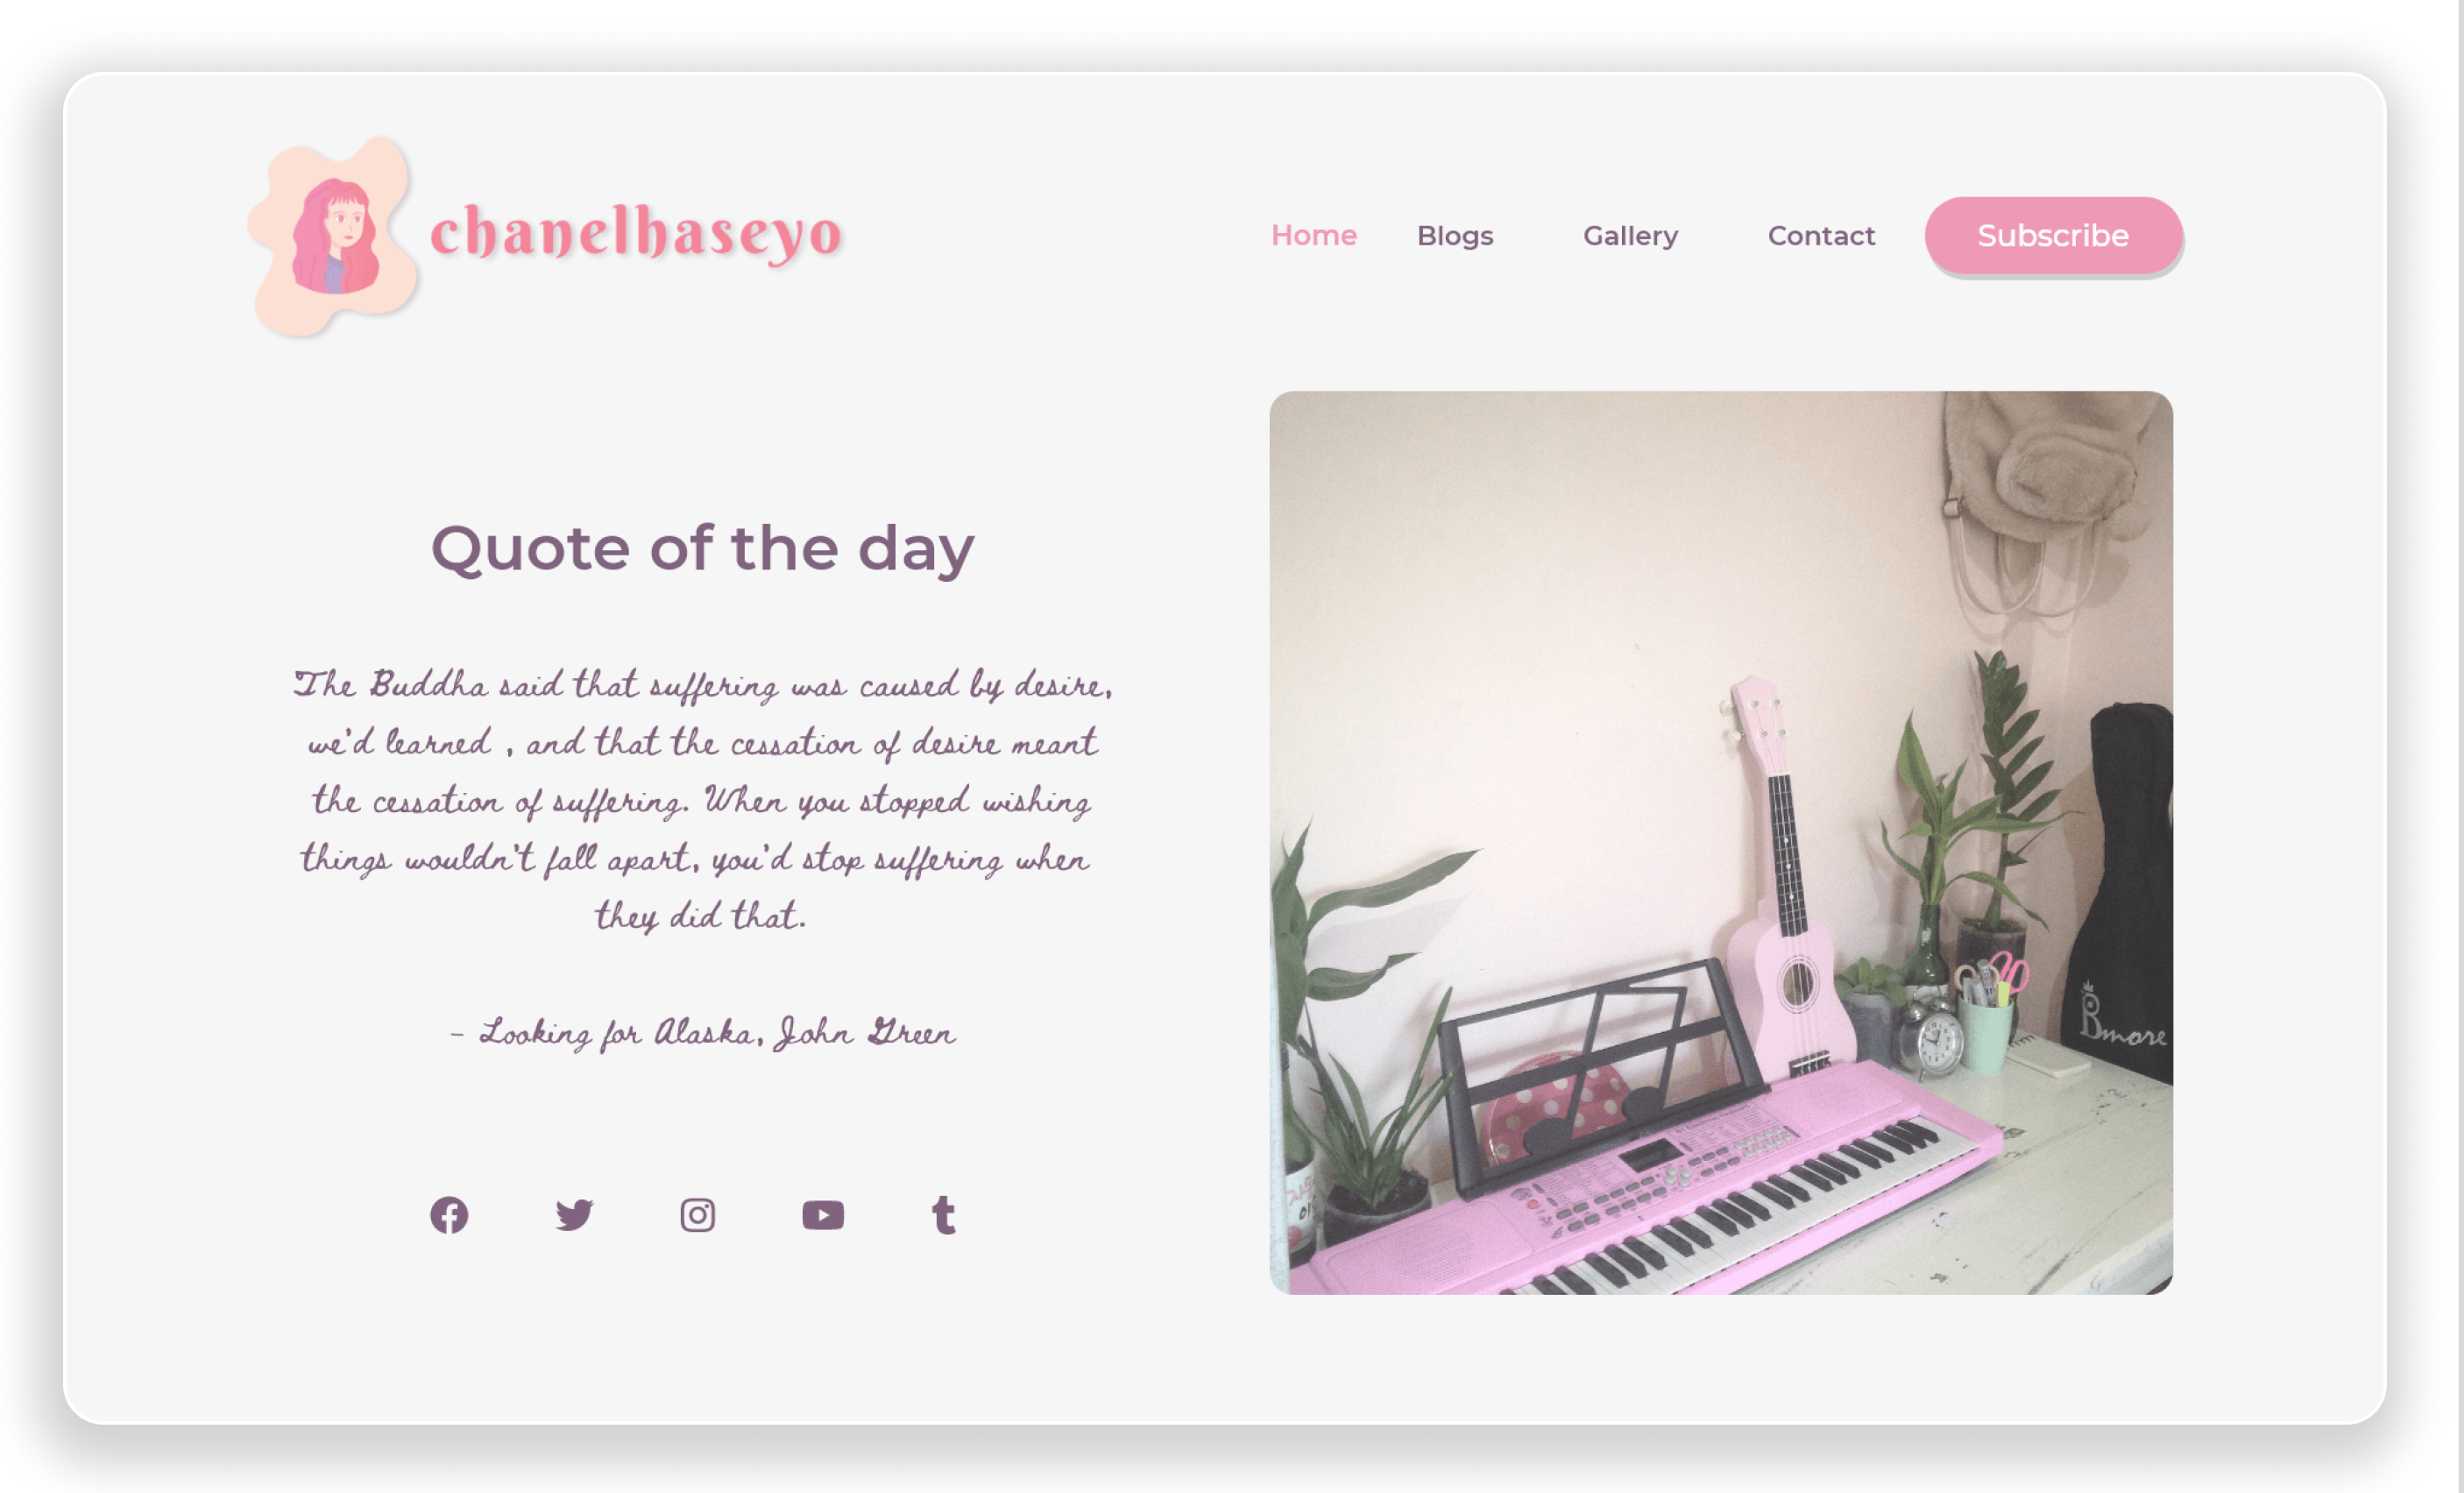 chanelhaseyo
Home Blogs Gallery Contact Subscribe
Quote of the day
The Buddha said that suffering was caused by desire,
we'd learned , and that the cessation of desire meant
the cessation of suffering. When you stopped wishing
things wouldn't fall apart, you'd stop suffering when
they did that.
- Looking for Alaska, John Green
Bmore